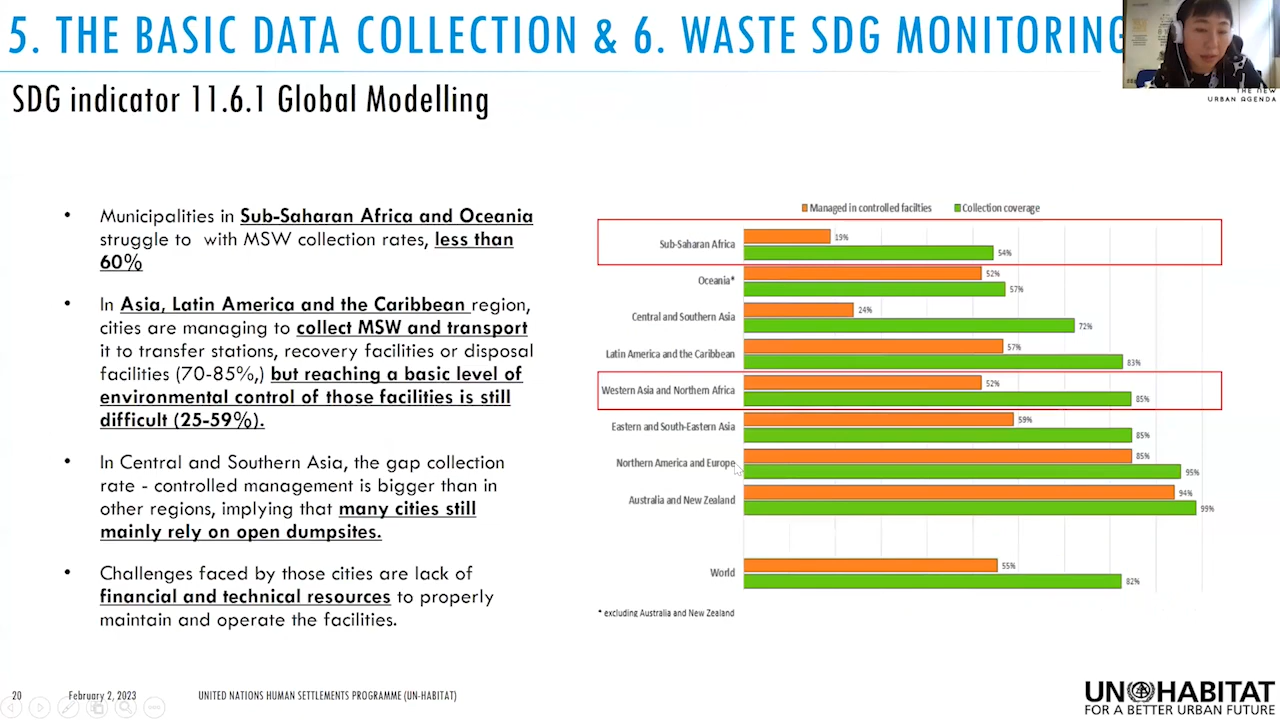 5. THE BASIC DATA COLLECTION & 6. WASTE SDG MONITORING
SDG indicator 11.6.1 Global Modelling
THE NEW
URBAN AGENDA
• Municipalities in Sub-Saharan Africa and Oceania
struggle to with MSW collection rates, less than
60%
• In Asia, Latin America and the Caribbean region,
cities are managing to collect MSW and transport
it to transfer stations, recovery facilities or disposal
facilities (70-85%,) but reaching a basic level of
environmental control of those facilities is still
difficult (25-59%).
• In Central and Southern Asia, the gap collection
rate - controlled management is bigger than in
other regions, implying that many cities still
mainly rely on open dumpsites.
• Challenges faced by those cities are lack of
financial and technical resources to properly
maintain and operate the facilities.
Managed in controlled facilties Collection coverage
Sub-Saharan Africa 19% 54%
Oceania* 52% 57%
Central and Southern Asia 24% 72%
Latin America and the Caribbean 57% 83%
Western Asia and Northern Africa 52% 85%
Eastern and South-Eastern Asia 59% 85%
Northern America and Europe 85% 95%
Australia and New Zealand 94% 99%
World 55% 82%
* excluding Australia and New Zealand
20 February 2, 2023 UNITED NATIONS HUMAN SETTLEMENTS PROGRAMME (UN-HABITAT)
UN HABITAT
FOR A BETTER URBAN FUTURE